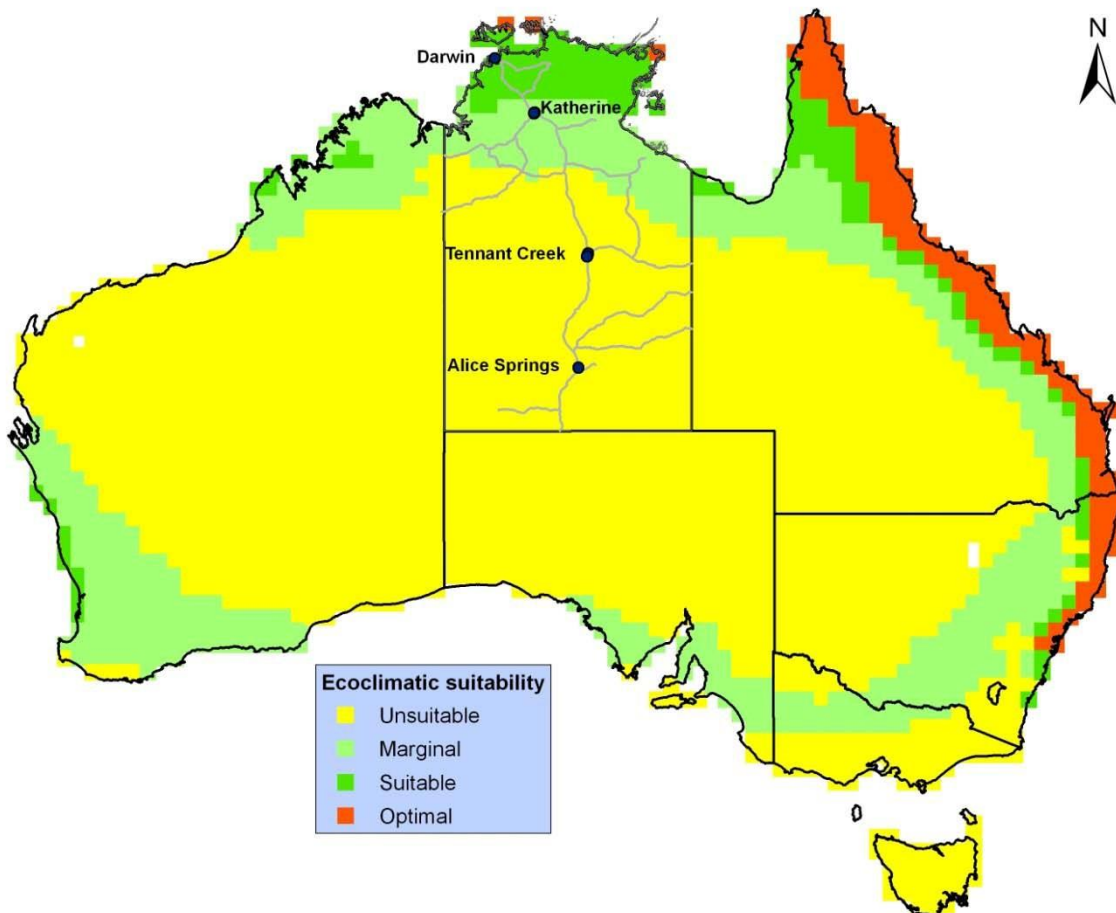 N
Darwin
Katherine
Tennant Creek
Alice Springs
Ecoclimatic suitability
Unsuitable
Marginal
Suitable
Optimal